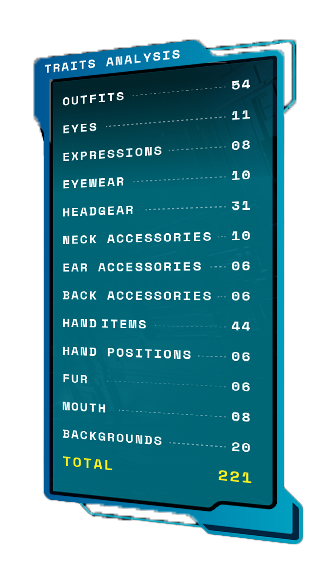 TRAITS ANALYSIS
OUTFITS 54
EYES 11
EXPRESSIONS 08
EYEWEAR 10
HEADGEAR 31
NECK ACCESSORIES 10
EAR ACCESSORIES 06
BACK ACCESSORIES 06
HAND ITEMS 44
HAND POSITIONS 06
FUR 06
MOUTH 08
BACKGROUNDS 20
TOTAL 221